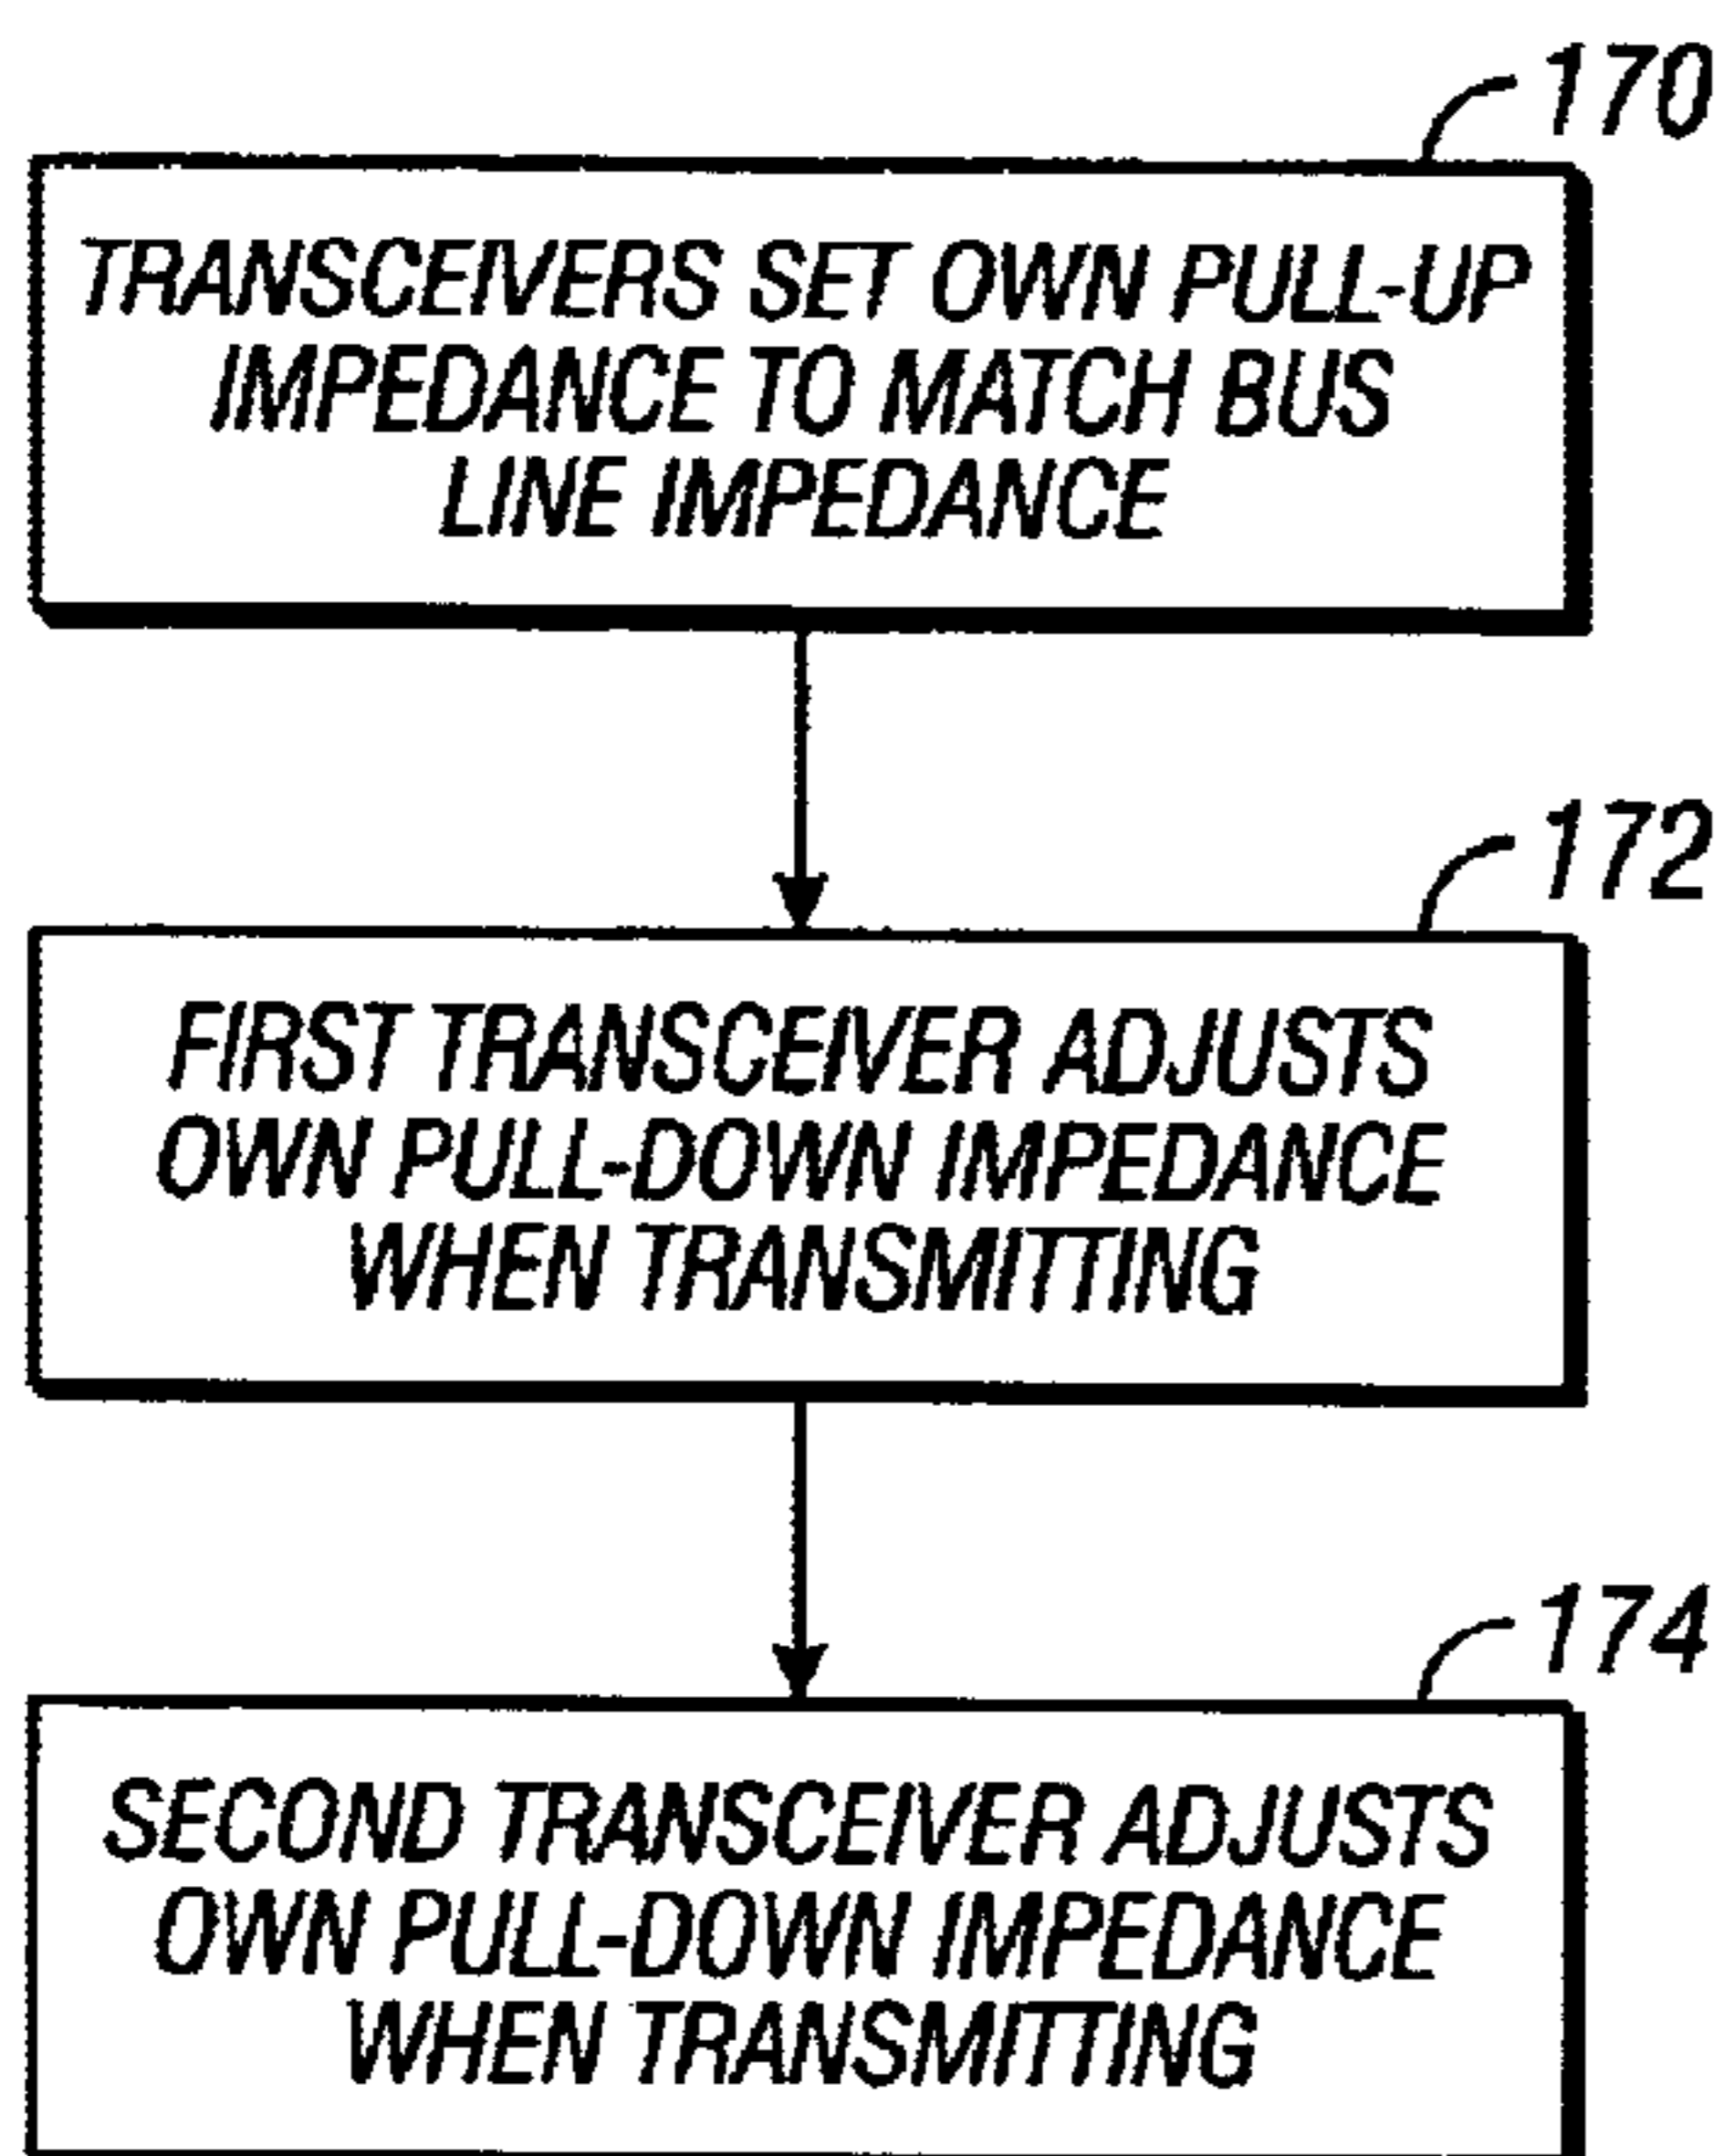 170
TRANSCEIVERS SET OWN PULL-UP
IMPEDANCE TO MATCH BUS
LINE IMPEDANCE
172
FIRST TRANSCEIVER ADJUSTS
OWN PULL-DOWN IMPEDANCE
WHEN TRANSMITTING
174
SECOND TRANSCEIVER ADJUSTS
OWN PULL-DOWN IMPEDANCE
WHEN TRANSMITTING